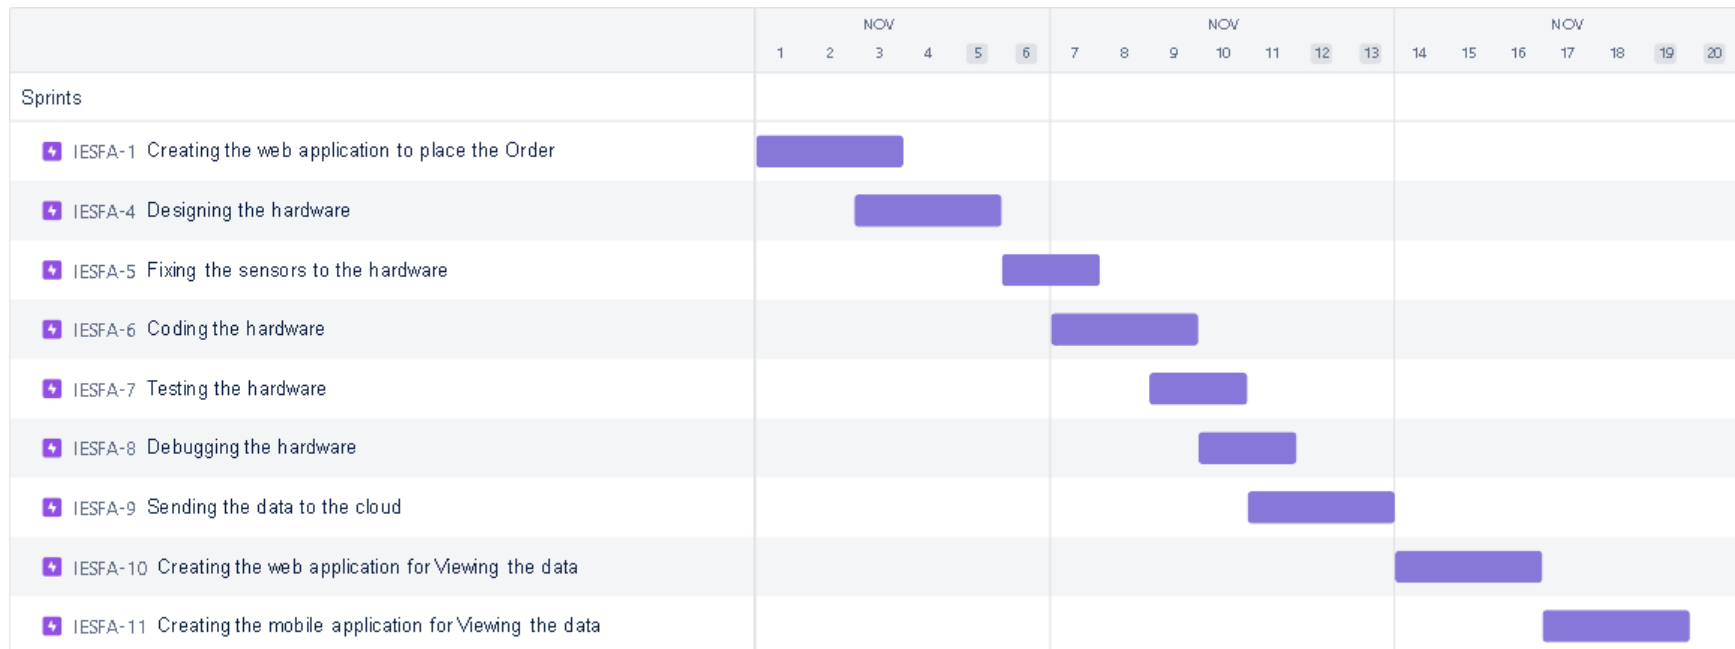 NOV NOV NOV
1 2 3 4 5 6 7 8 9 10 11 12 13 14 15 16 17 18 19 20
Sprints
IESFA-1 Creating the web application to place the Order
IESFA-4 Designing the hardware
IESFA-5 Fixing the sensors to the hardware
IESFA-6 Coding the hardware
IESFA-7 Testing the hardware
IESFA-8 Debugging the hardware
IESFA-9 Sending the data to the cloud
IESFA-10 Creating the web application for Viewing the data
IESFA-11 Creating the mobile application for Viewing the data